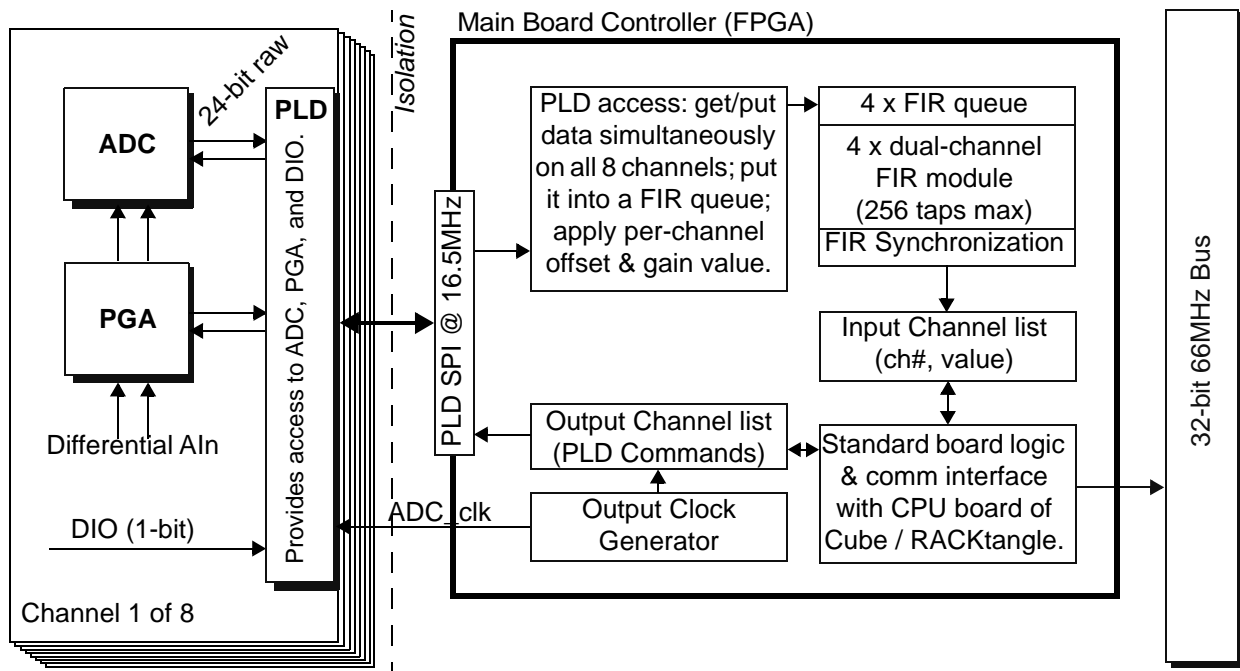 Main Board Controller (FPGA)
Isolation
24-bit raw
ADC
PLD
Provides access to ADC, PGA, and DIO.
PGA
Differential AIn
DIO (1-bit)
Channel 1 of 8
PLD SPI @ 16.5MHz
PLD access: get/put
data simultaneously
on all 8 channels; put
it into a FIR queue;
apply per-channel
offset & gain value.
4 x FIR queue
4 x dual-channel
FIR module
(256 taps max)
FIR Synchronization
Input Channel list
(ch#, value)
Output Channel list
(PLD Commands)
Standard board logic
& comm interface
with CPU board of
Cube / RACKtangle.
ADC_clk
Output Clock
Generator
32-bit 66MHz Bus